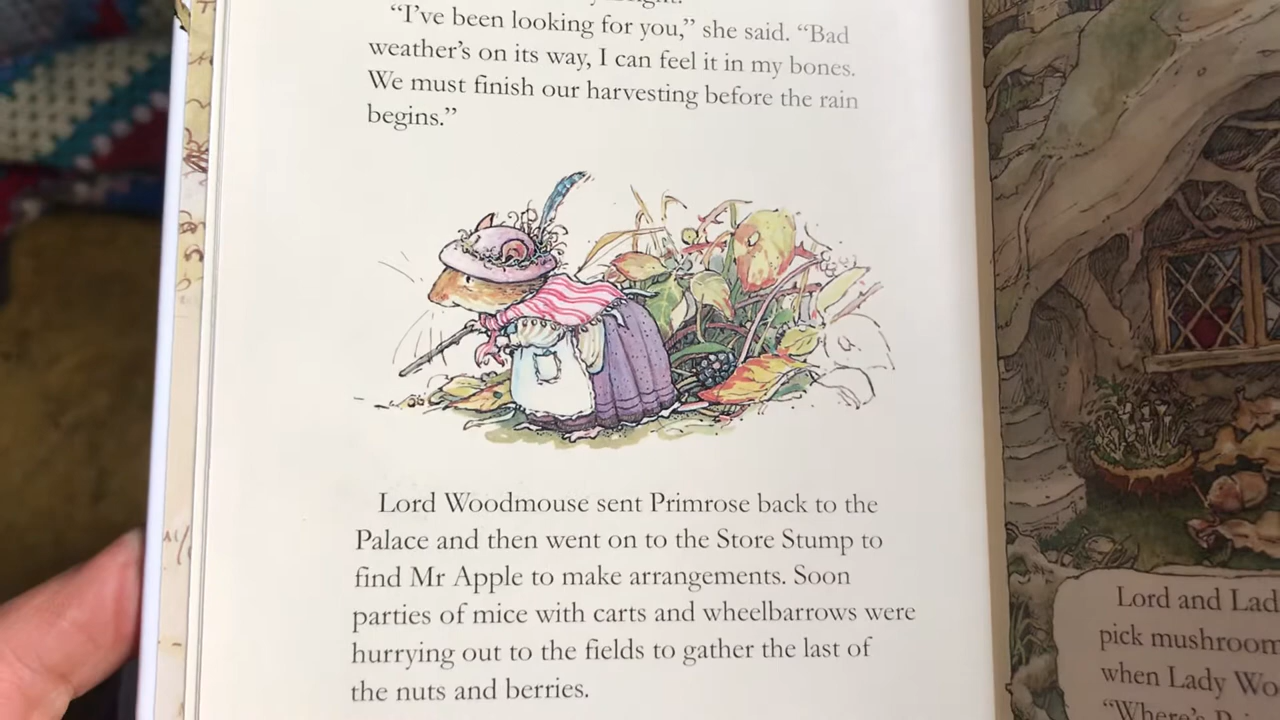 “I’ve been looking for you,” she said. “Bad
weather’s on its way, I can feel it in my bones.
We must finish our harvesting before the rain
begins.”
Lord Woodmouse sent Primrose back to the
Palace and then went on to the Store Stump to
find Mr Apple to make arrangements. Soon
parties of mice with carts and wheelbarrows were
hurrying out to the fields to gather the last of
the nuts and berries.
Lord and Lad
pick mushroom
when Lady Wo
“Where’s